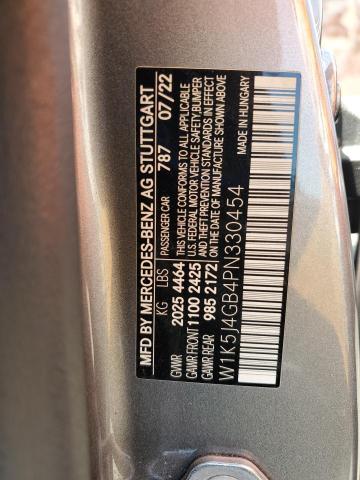 MFD BY MERCEDES-BENZ AG STUTTGART
PASSENGER CAR 787 07/22
KG LBS
GVWR 2025 4464
GAWR FRONT 1100 2425
GAWR REAR 985 2172
THIS VEHICLE CONFORMS TO ALL APPLICABLE
U.S. FEDERAL MOTOR VEHICLE SAFETY, BUMPER
AND THEFT PREVENTION STANDARDS IN EFFECT
ON THE DATE OF MANUFACTURE SHOWN ABOVE
W1K5J4GB4PN330454
MADE IN HUNGARY